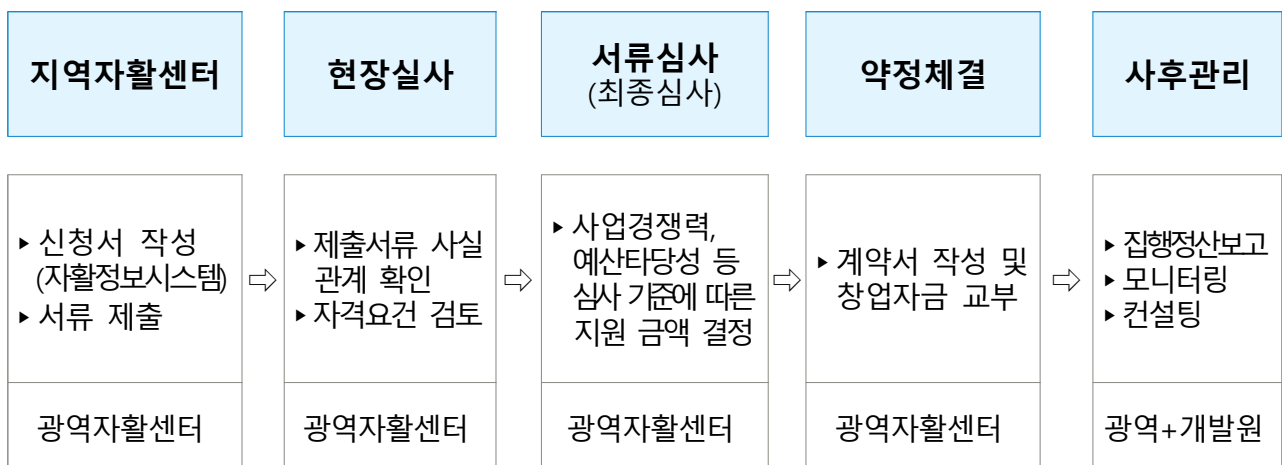 지역자활센터
현장실사
서류심사
(최종심사)
약정체결
사후관리
▸신청서 작성
(자활정보시스템)
▸서류 제출
⇨
▸제출서류 사실
관계 확인
▸자격요건 검토
⇨
▸사업경쟁력,
예산타당성 등
심사 기준에 따른
지원 금액 결정
⇨
▸계약서 작성 및
창업자금 교부
⇨
▸집행정산보고
▸모니터링
▸컨설팅
광역자활센터
광역자활센터
광역자활센터
광역자활센터
광역+개발원